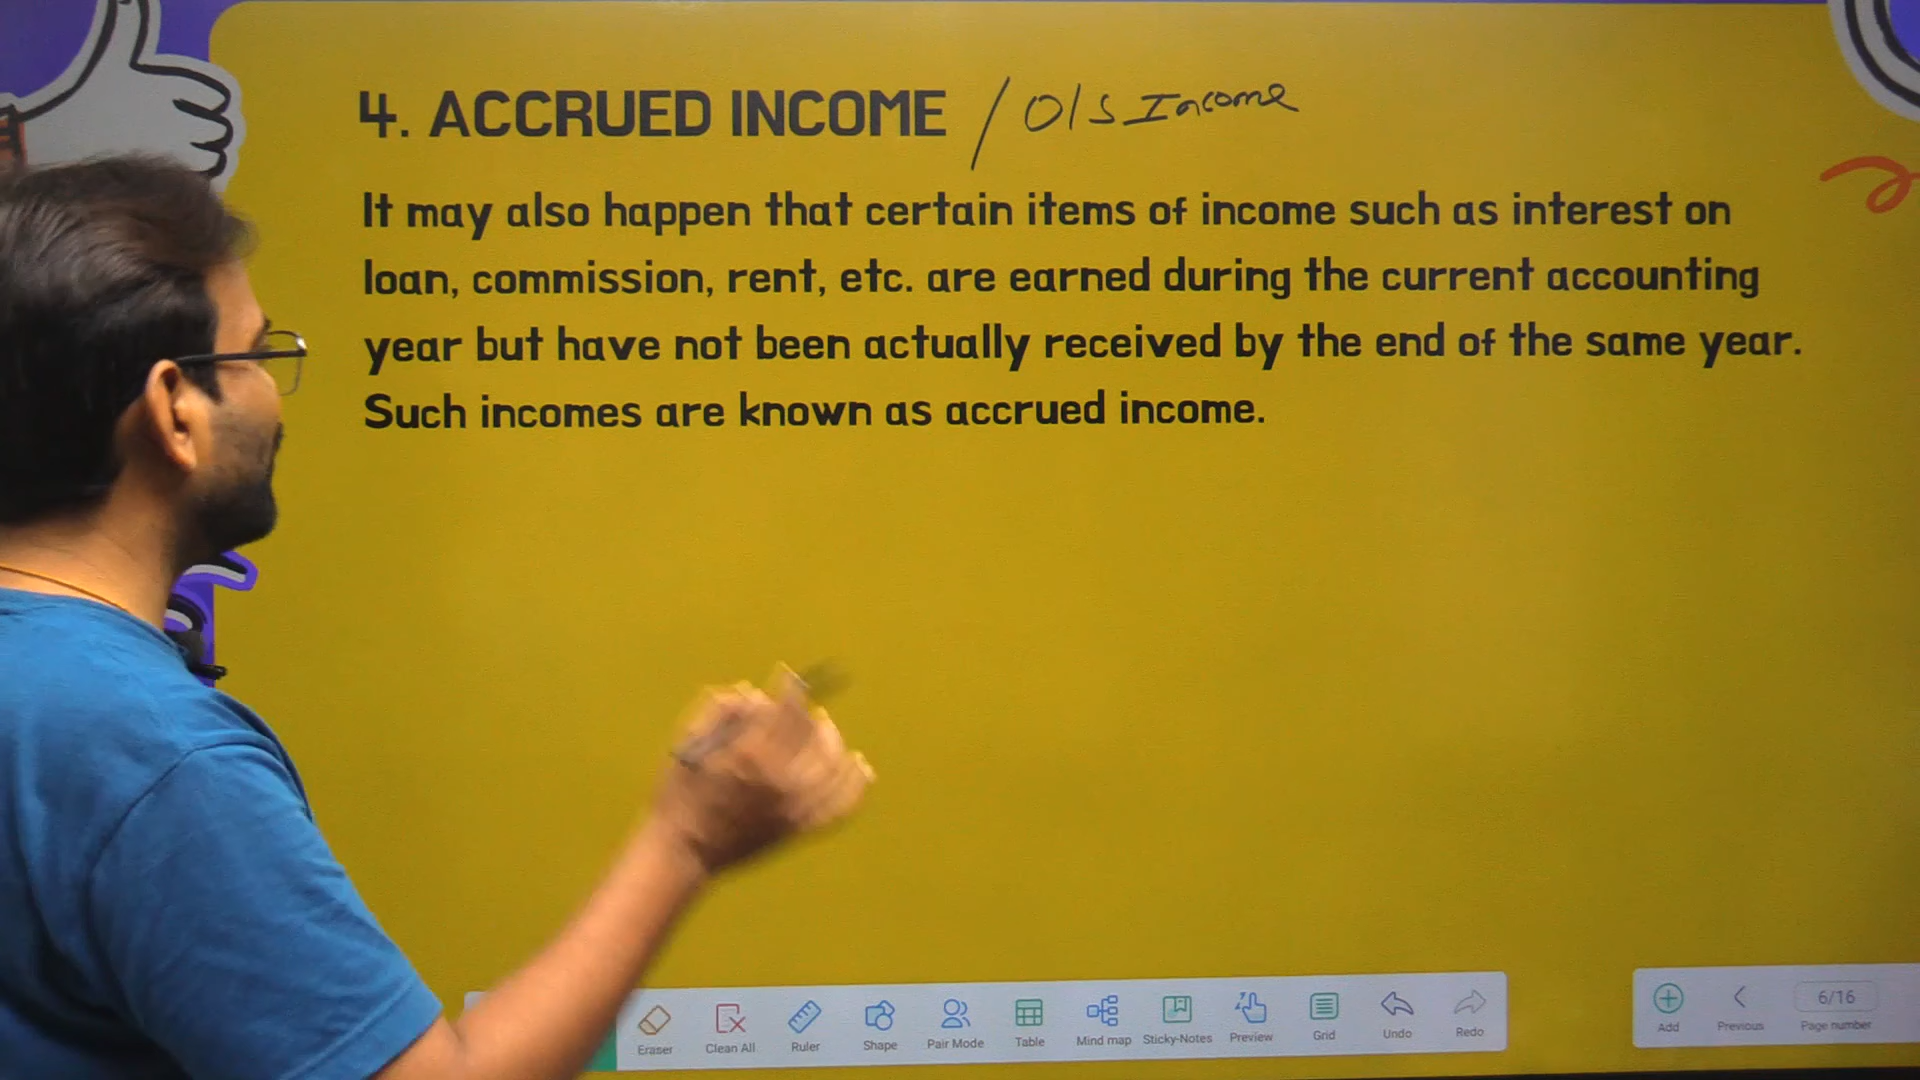 4. ACCRUED INCOME / O/S Income
It may also happen that certain items of income such as interest on
loan, commission, rent, etc. are earned during the current accounting
year but have not been actually received by the end of the same year.
Such incomes are known as accrued income.
Eraser
Clean All
Ruler
Shape
Pair Mode
Table
Mind map
Sticky-Notes
Preview
Grid
Undo
Redo
Add
Previous
6/16
Page number